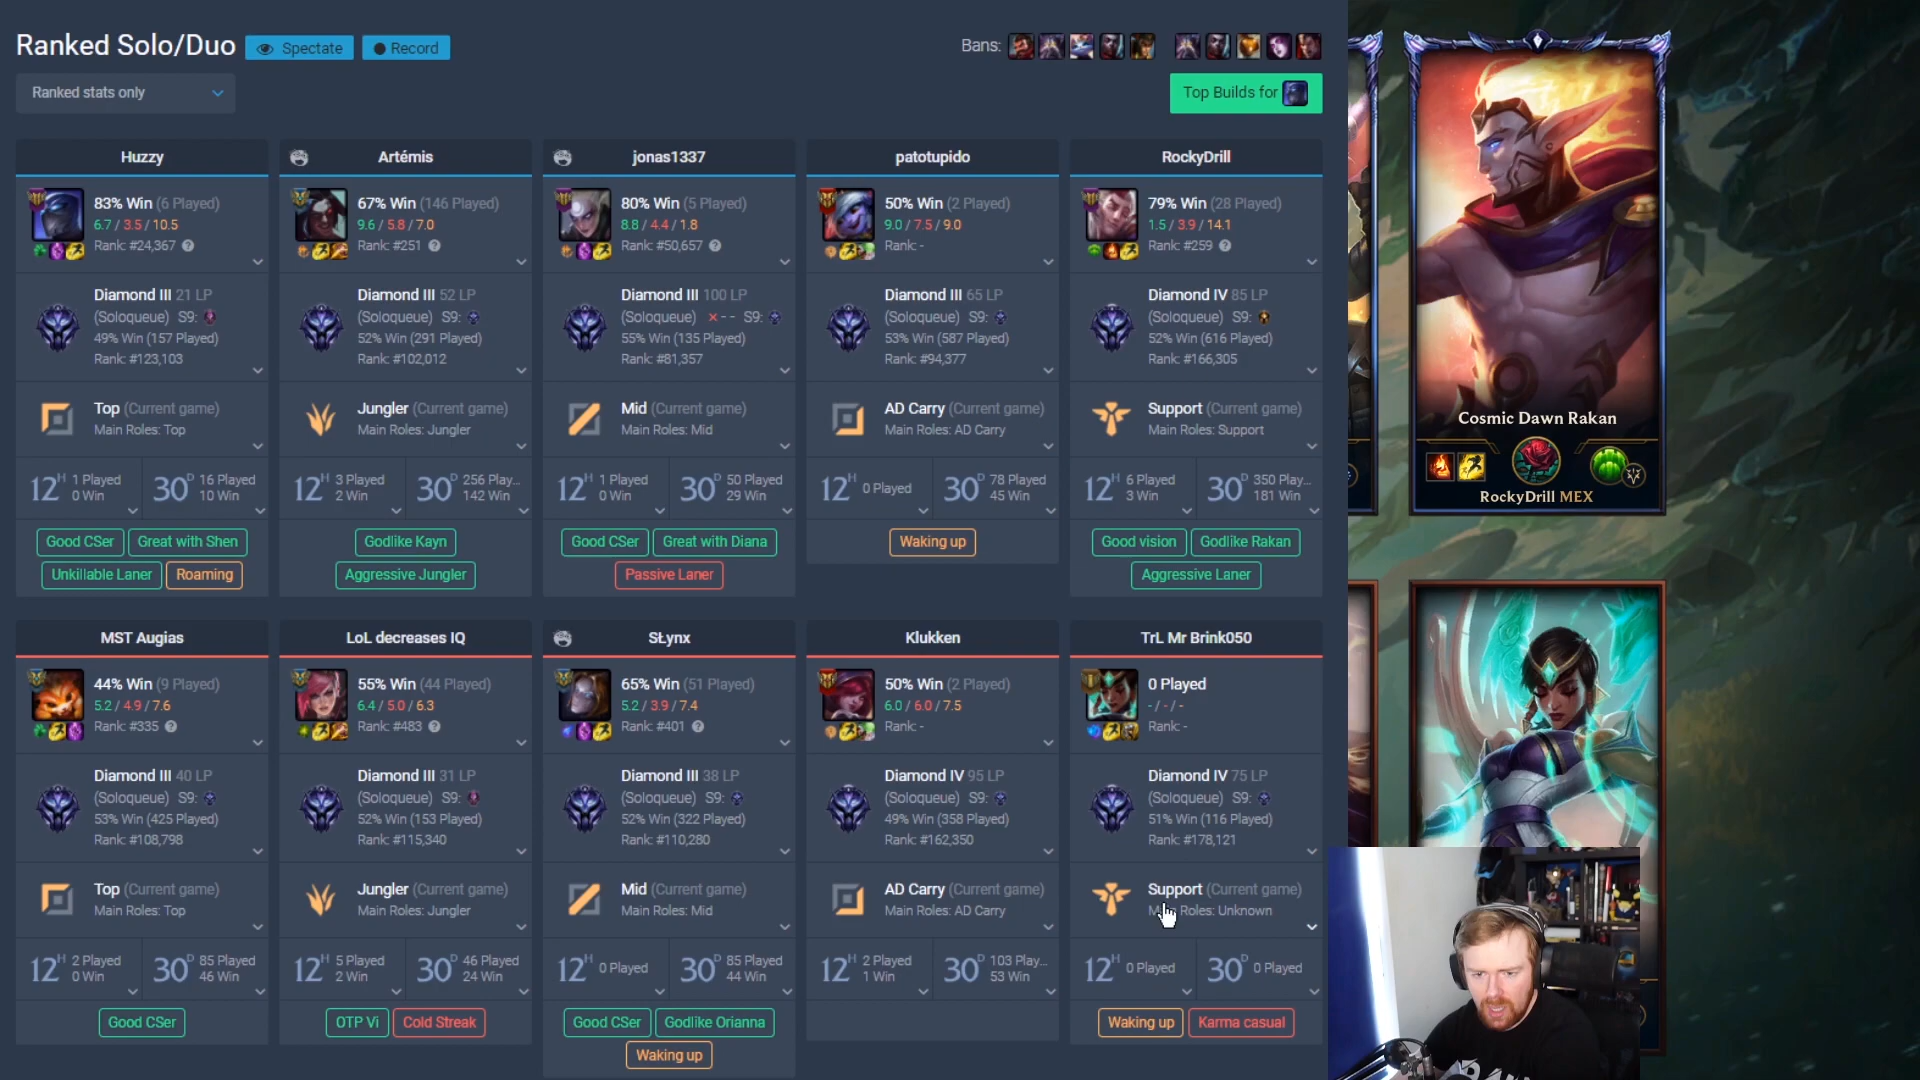 Ranked Solo/Duo
Spectate
Record
Bans:
Ranked stats only
Top Builds for
Huzzy
83% Win (6 Played)
6.7 / 3.5 / 10.5
Rank: #24,367
Diamond III 21 LP
(Soloqueue) S9:
49% Win (157 Played)
Rank: #123,103
Top (Current game)
Main Roles: Top
12H 1 Played
0 Win
30D 16 Played
10 Win
Good CSer
Great with Shen
Unkillable Laner
Roaming
Artémis
67% Win (146 Played)
9.6 / 5.8 / 7.0
Rank: #251
Diamond III 52 LP
(Soloqueue) S9:
52% Win (291 Played)
Rank: #102,012
Jungler (Current game)
Main Roles: Jungler
12H 3 Played
2 Win
30D 256 Play...
142 Win
Godlike Kayn
Aggressive Jungler
jonas1337
80% Win (5 Played)
8.8 / 4.4 / 1.8
Rank: #50,657
Diamond III 100 LP
(Soloqueue) × - - S9:
55% Win (135 Played)
Rank: #81,357
Mid (Current game)
Main Roles: Mid
12H 1 Played
0 Win
30D 50 Played
29 Win
Good CSer
Great with Diana
Passive Laner
patotupido
50% Win (2 Played)
9.0 / 7.5 / 9.0
Rank: -
Diamond III 65 LP
(Soloqueue) S9:
53% Win (587 Played)
Rank: #94,377
AD Carry (Current game)
Main Roles: AD Carry
12H 0 Played
30D 78 Played
45 Win
Waking up
RockyDrill
79% Win (28 Played)
1.5 / 3.9 / 14.1
Rank: #259
Diamond IV 85 LP
(Soloqueue) S9:
52% Win (616 Played)
Rank: #166,305
Support (Current game)
Main Roles: Support
12H 6 Played
3 Win
30D 350 Play...
181 Win
Good vision
Godlike Rakan
Aggressive Laner
Cosmic Dawn Rakan
RockyDrill MEX
MST Augias
44% Win (9 Played)
5.2 / 4.9 / 7.6
Rank: #335
Diamond III 40 LP
(Soloqueue) S9:
53% Win (425 Played)
Rank: #108,798
Top (Current game)
Main Roles: Top
12H 2 Played
0 Win
30D 85 Played
46 Win
Good CSer
LoL decreases IQ
55% Win (44 Played)
6.4 / 5.0 / 6.3
Rank: #483
Diamond III 31 LP
(Soloqueue) S9:
52% Win (153 Played)
Rank: #115,340
Jungler (Current game)
Main Roles: Jungler
12H 5 Played
2 Win
30D 46 Played
24 Win
OTP Vi
Cold Streak
SŁynx
65% Win (51 Played)
5.2 / 3.9 / 7.4
Rank: #401
Diamond III 38 LP
(Soloqueue) S9:
52% Win (322 Played)
Rank: #110,280
Mid (Current game)
Main Roles: Mid
12H 0 Played
30D 85 Played
44 Win
Good CSer
Godlike Orianna
Waking up
Klukken
50% Win (2 Played)
6.0 / 6.0 / 7.5
Rank: -
Diamond IV 95 LP
(Soloqueue) S9:
49% Win (358 Played)
Rank: #162,350
AD Carry (Current game)
Main Roles: AD Carry
12H 2 Played
1 Win
30D 103 Play...
53 Win
TrL Mr Brink050
0 Played
- / - / -
Rank: -
Diamond IV 75 LP
(Soloqueue) S9:
51% Win (116 Played)
Rank: #178,121
Support (Current game)
Main Roles: Unknown
12H 0 Played
30D 0 Played
Waking up
Karma casual